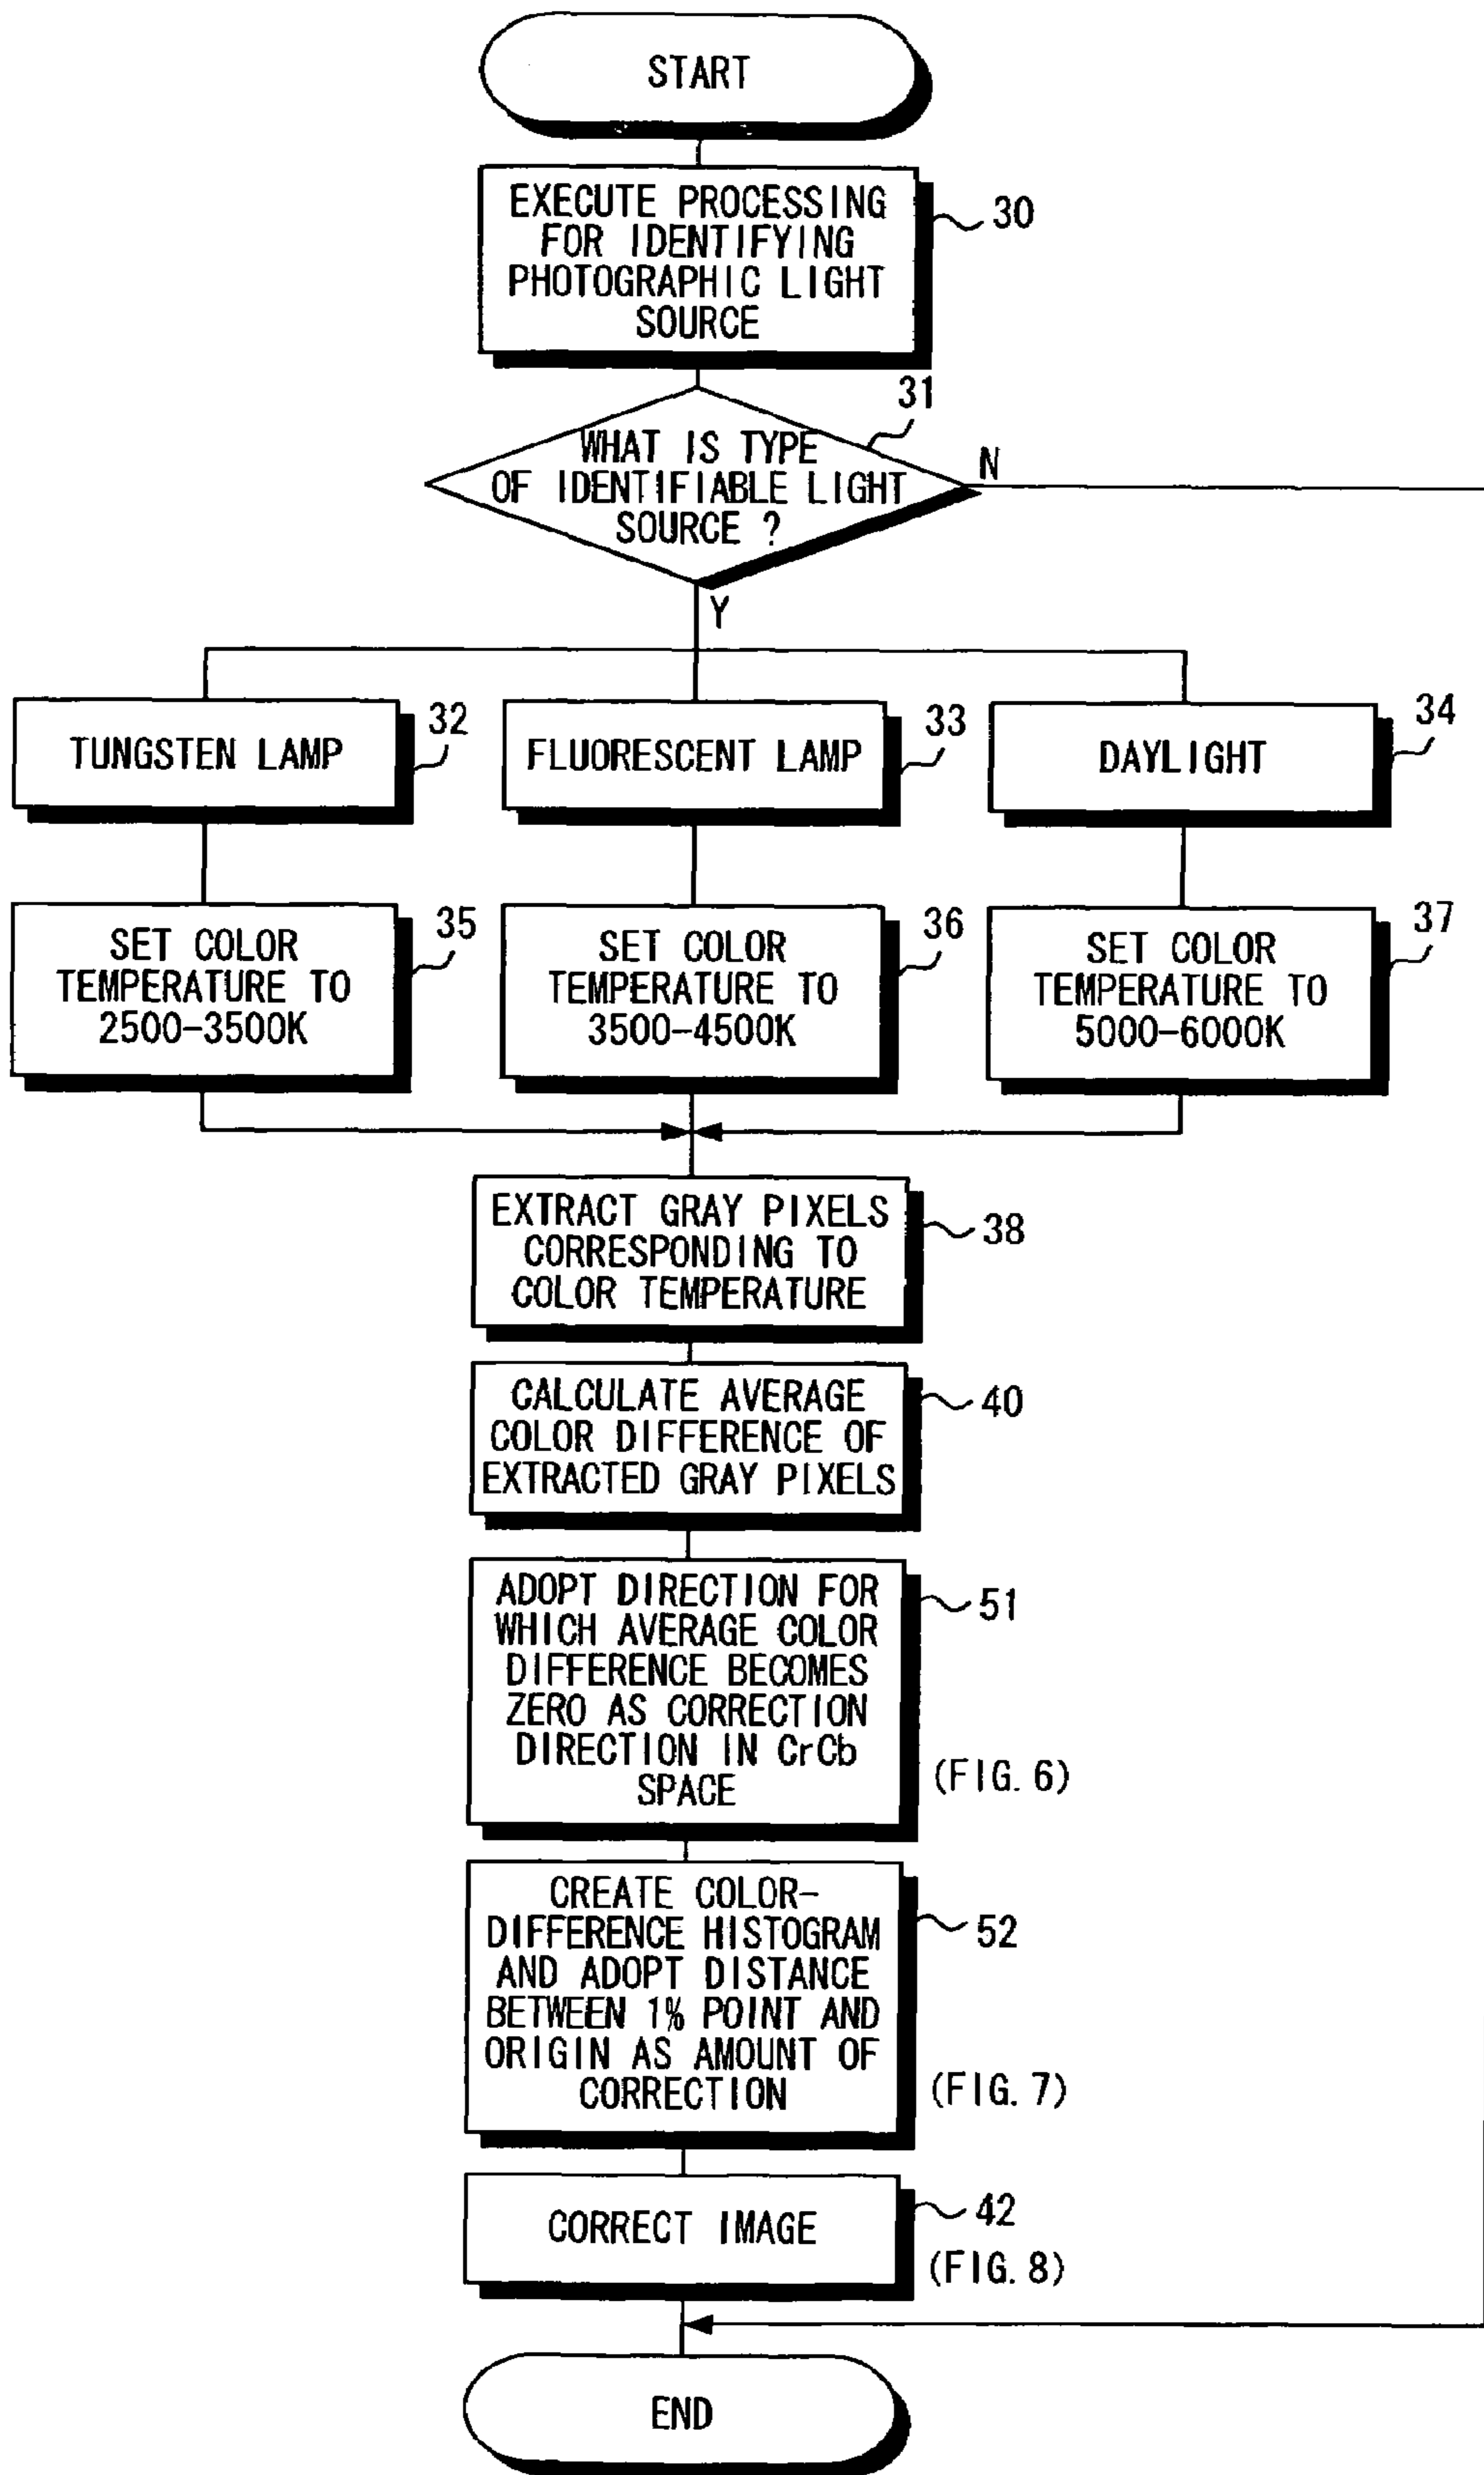 START
EXECUTE PROCESSING
FOR IDENTIFYING
PHOTOGRAPHIC LIGHT
SOURCE
30
31
WHAT IS TYPE
OF IDENTIFIABLE LIGHT
SOURCE ?
N
Y
TUNGSTEN LAMP
32
FLUORESCENT LAMP
33
DAYLIGHT
34
SET COLOR
TEMPERATURE TO
2500-3500K
35
SET COLOR
TEMPERATURE TO
3500-4500K
36
SET COLOR
TEMPERATURE TO
5000-6000K
37
EXTRACT GRAY PIXELS
CORRESPONDING TO
COLOR TEMPERATURE
38
CALCULATE AVERAGE
COLOR DIFFERENCE OF
EXTRACTED GRAY PIXELS
40
ADOPT DIRECTION FOR
WHICH AVERAGE COLOR
DIFFERENCE BECOMES
ZERO AS CORRECTION
DIRECTION IN CrCb
SPACE
51
(FIG. 6)
CREATE COLOR-
DIFFERENCE HISTOGRAM
AND ADOPT DISTANCE
BETWEEN 1% POINT AND
ORIGIN AS AMOUNT OF
CORRECTION
52
(FIG. 7)
CORRECT IMAGE
42
(FIG. 8)
END